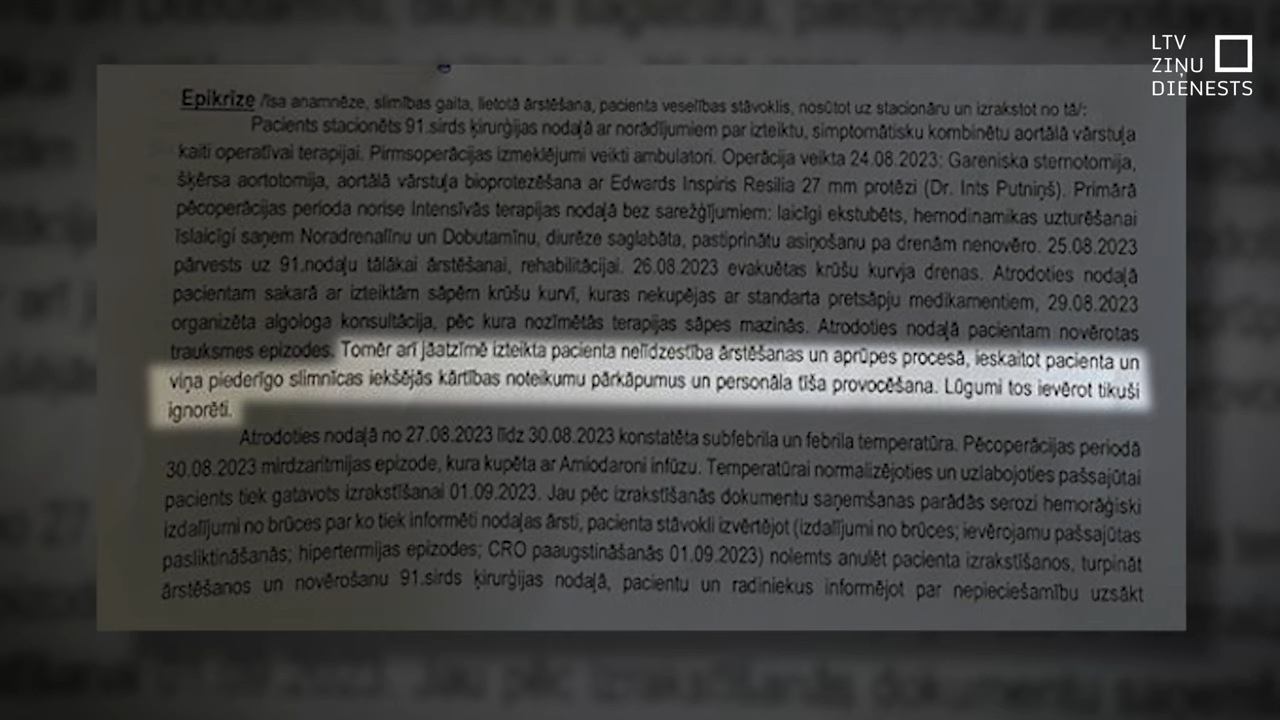 LTV
ZIŅU
DIENESTS
Epikrīze /īsa anamnēze, slimības gaita, lietotā ārstēšana, pacienta veselības stāvoklis, nosūtot uz stacionāru un izrakstot no tā/:
Pacients stacionēts 91.sirds ķirurģijas nodaļā ar norādījumiem par izteiktu, simptomātisku kombinētu aortālā vārstuļa
kaiti operatīvai terapijai. Pirmsoperācijas izmeklējumi veikti ambulatori. Operācija veikta 24.08.2023: Gareniska sternotomija,
šķērsa aortotomija, aortālā vārstuļa bioprotezēšana ar Edwards Inspiris Resilia 27 mm protēzi (Dr. Ints Putniņš). Primārā
pēcoperācijas perioda norise Intensīvās terapijas nodaļā bez sarežģījumiem: laicīgi ekstubēts, hemodinamikas uzturēšanai
īslaicīgi saņem Noradrenalīnu un Dobutamīnu, diurēze saglabāta, pastiprinātu asiņošanu pa drenām nenovēro. 25.08.2023
pārvests uz 91.nodaļu tālākai ārstēšanai, rehabilitācijai. 26.08.2023 evakuētas krūšu kurvja drenas. Atrodoties nodaļā
pacientam sakarā ar izteiktām sāpēm krūšu kurvī, kuras nekupējas ar standarta pretsāpju medikamentiem, 29.08.2023
organizēta algologa konsultācija, pēc kura nozīmētās terapijas sāpes mazinās. Atrodoties nodaļā pacientam novērotas
trauksmes epizodes. Tomēr arī jāatzīmē izteikta pacienta nelīdzestība ārstēšanas un aprūpes procesā, ieskaitot pacienta un
viņa piederīgo slimnīcas iekšējās kārtības noteikumu pārkāpumus un personāla tīša provocēšana. Lūgumi tos ievērot tikuši
ignorēti.
Atrodoties nodaļā no 27.08.2023 līdz 30.08.2023 konstatēta subfebrila un febrila temperatūra. Pēcoperācijas periodā
30.08.2023 mirdzaritmijas epizode, kura kupēta ar Amiodaroni infūzu. Temperatūrai normalizējoties un uzlabojoties pašsajūtai
pacients tiek gatavots izrakstīšanai 01.09.2023. Jau pēc izrakstīšanās dokumentu saņemšanas parādās serozi hemorāģiski
izdalījumi no brūces par ko tiek informēti nodaļas ārsti, pacienta stāvokli izvērtējot (izdalījumi no brūces; ievērojamu pašsajūtas
pasliktināšanās; hipertermijas epizodes; CRO paaugstināšanās 01.09.2023) nolemts anulēt pacienta izrakstīšanos, turpināt
ārstēšanos un novērošanu 91.sirds ķirurģijas nodaļā, pacientu un radiniekus informējot par nepieciešamību uzsākt